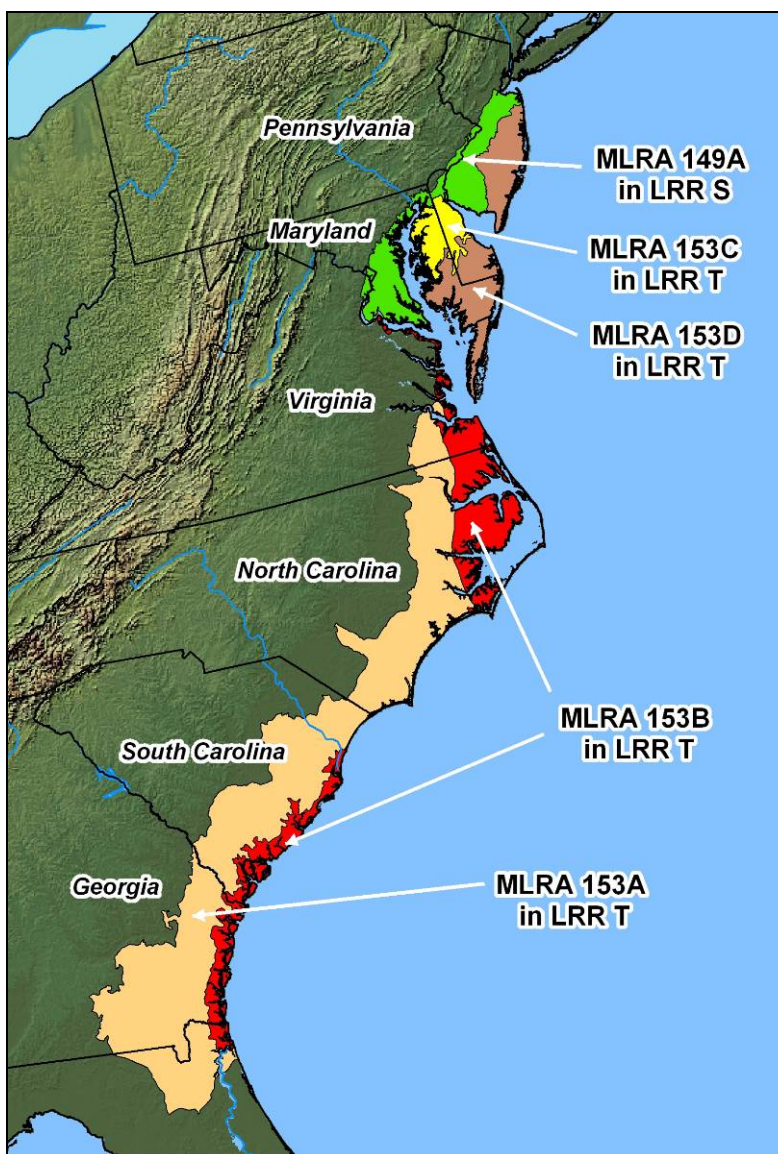 Pennsylvania
MLRA 149A
in LRR S
Maryland
MLRA 153C
in LRR T
MLRA 153D
in LRR T
Virginia
North Carolina
MLRA 153B
in LRR T
South Carolina
Georgia
MLRA 153A
in LRR T